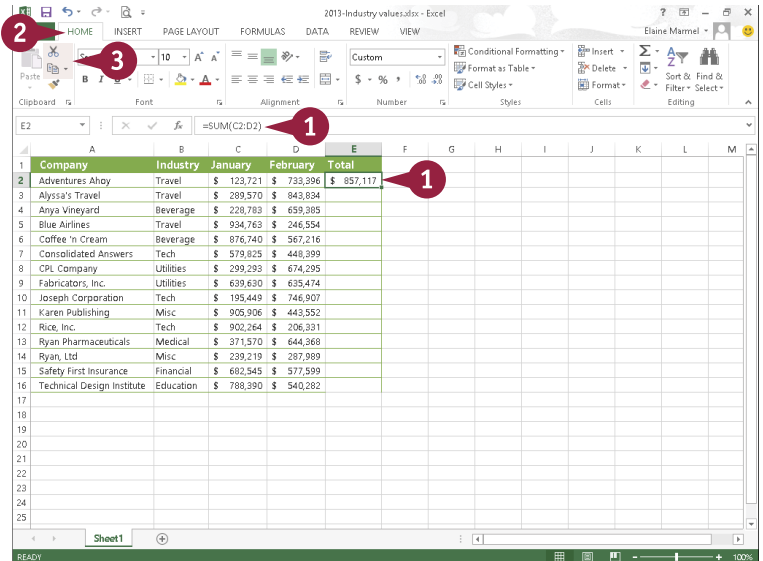 2013-Industry values.xlsx - Excel
HOME INSERT PAGE LAYOUT FORMULAS DATA REVIEW VIEW Elaine Marmel
2
3
Paste
10
B I
Custom
$ % ,
Conditional Formatting
Format as Table
Cell Styles
Insert
Delete
Format
Sort & Filter
Find & Select
Clipboard Font Alignment Number Styles Cells Editing
E2 fx =SUM(C2:D2)
1
A B C D E F G H I J K L M
1 Company Industry January February Total
2 Adventures Ahoy Travel $ 123,721 $ 733,396 $ 857,117
1
3 Alyssa's Travel Travel $ 289,570 $ 843,834
4 Anya Vineyard Beverage $ 228,783 $ 659,385
5 Blue Airlines Travel $ 934,763 $ 246,554
6 Coffee 'n Cream Beverage $ 876,740 $ 567,216
7 Consolidated Answers Tech $ 579,825 $ 448,399
8 CPL Company Utilities $ 299,293 $ 674,295
9 Fabricators, Inc. Utilities $ 639,630 $ 635,474
10 Joseph Corporation Tech $ 195,449 $ 746,907
11 Karen Publishing Misc $ 905,906 $ 443,552
12 Rice, Inc. Tech $ 902,264 $ 206,331
13 Ryan Pharmaceuticals Medical $ 371,570 $ 644,368
14 Ryan, Ltd Misc $ 239,219 $ 287,989
15 Safety First Insurance Financial $ 682,545 $ 577,599
16 Technical Design Institute Education $ 788,390 $ 540,282
17
18
19
20
21
22
23
24
25
Sheet1
READY 100%